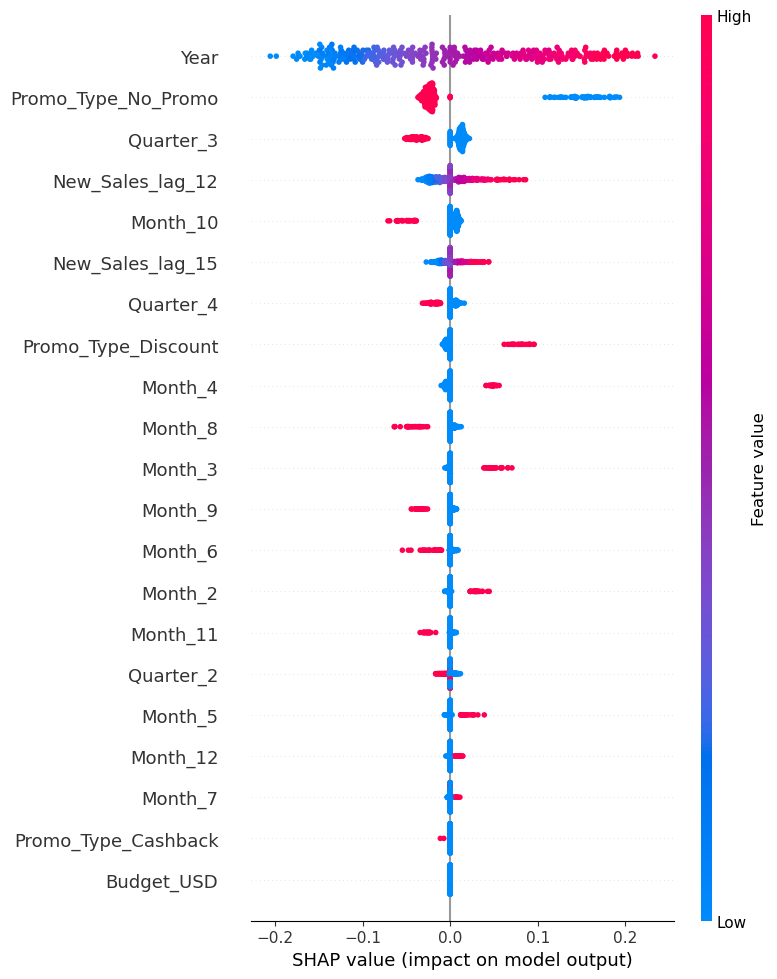 High
Year
Promo_Type_No_Promo
Quarter_3
New_Sales_lag_12
Month_10
New_Sales_lag_15
Quarter_4
Promo_Type_Discount
Month_4
Month_8
Month_3
Month_9
Month_6
Month_2
Month_11
Quarter_2
Month_5
Month_12
Month_7
Promo_Type_Cashback
Budget_USD
Feature value
Low
−0.2 −0.1 0.0 0.1 0.2
SHAP value (impact on model output)